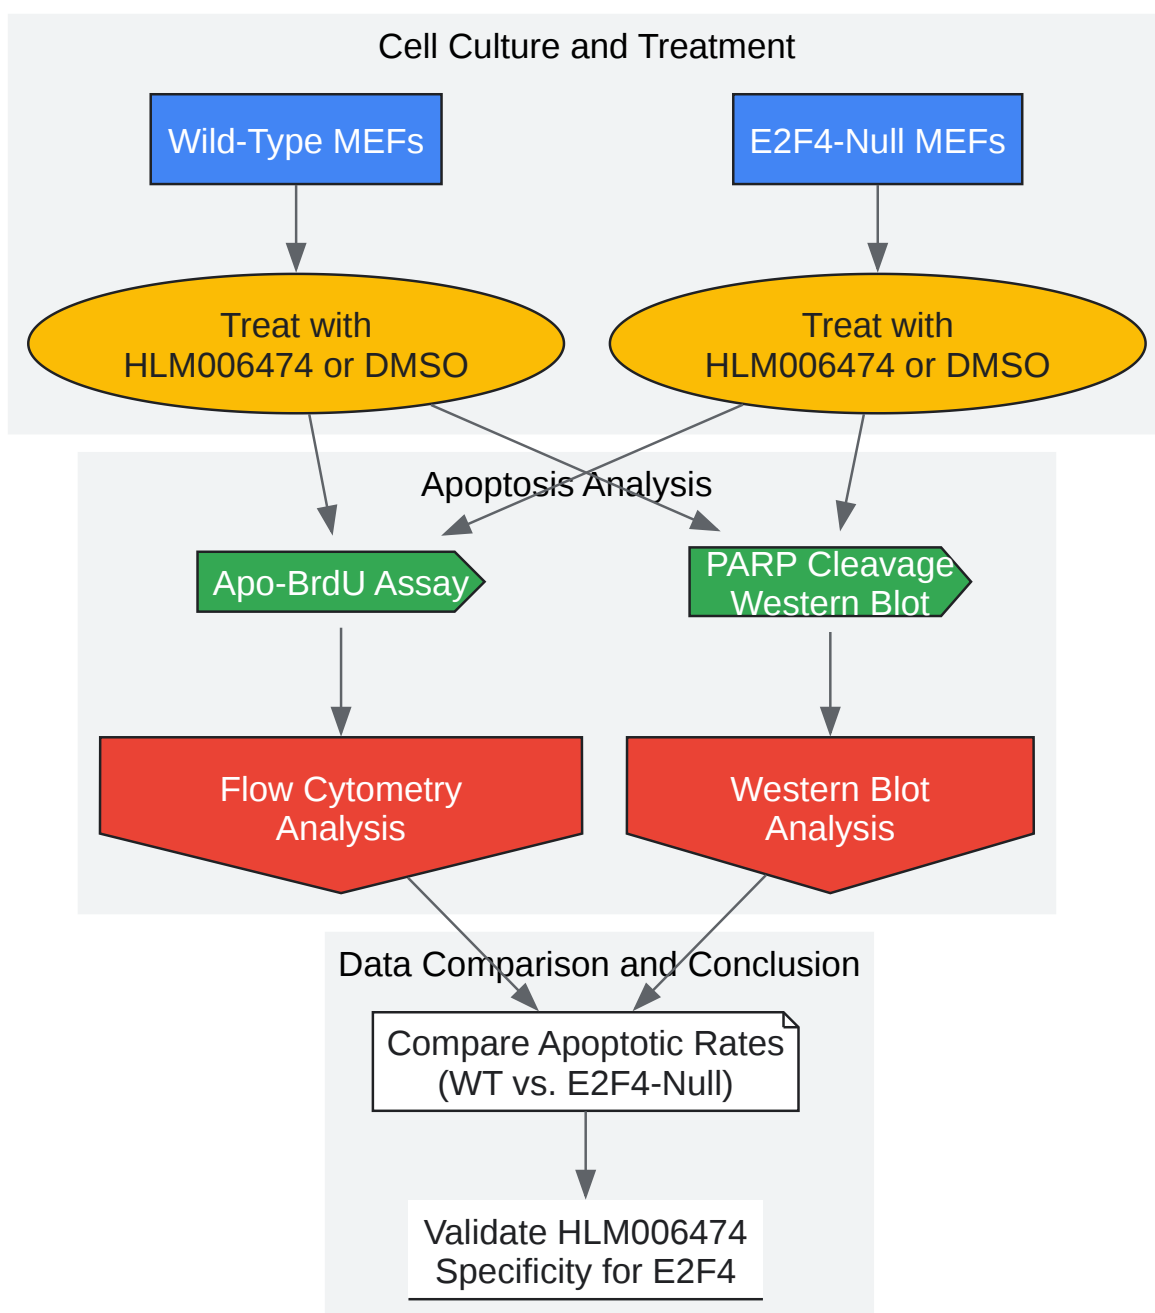 Cell Culture and Treatment
Wild-Type MEFs
E2F4-Null MEFs
Treat with
HLM006474 or DMSO
Treat with
HLM006474 or DMSO
Apoptosis Analysis
Apo-BrdU Assay
PARP Cleavage
Western Blot
Flow Cytometry
Analysis
Western Blot
Analysis
Data Comparison and Conclusion
Compare Apoptotic Rates
(WT vs. E2F4-Null)
Validate HLM006474
Specificity for E2F4